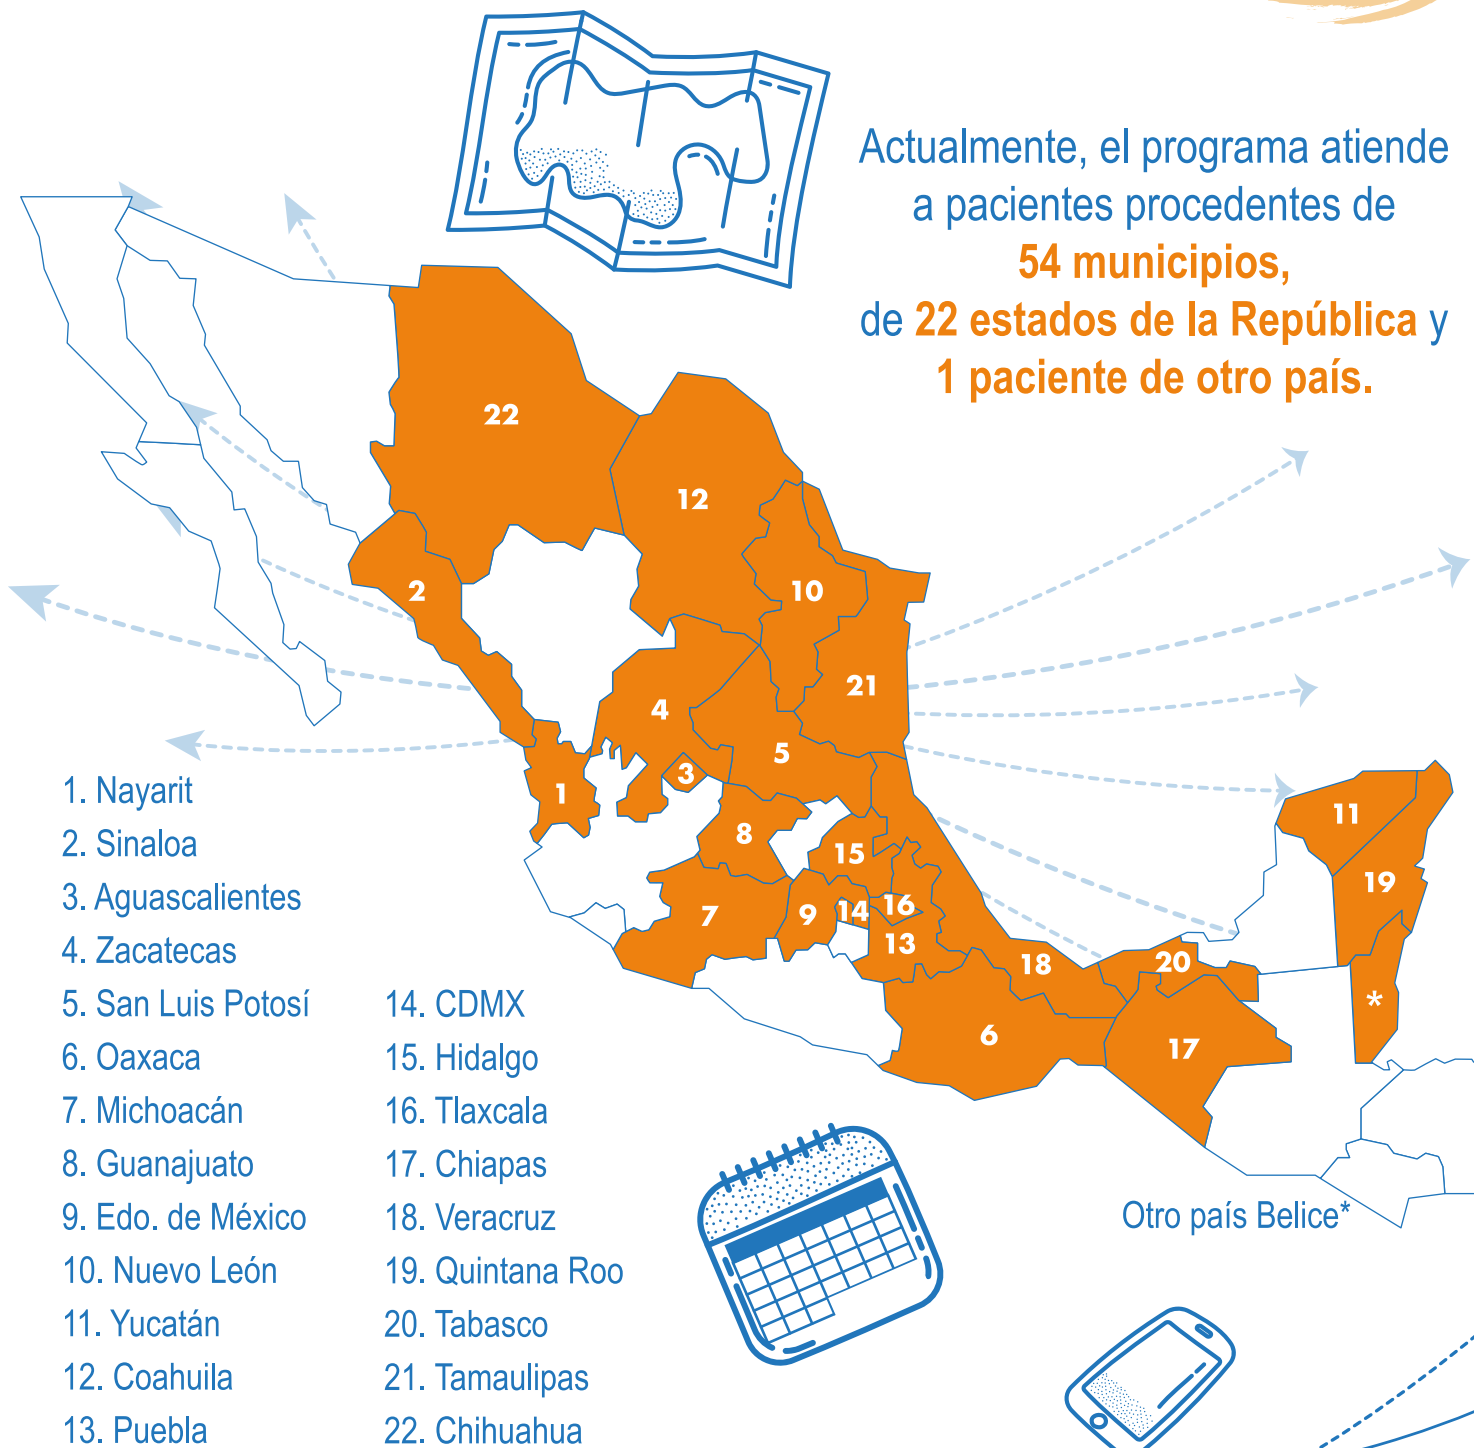 Actualmente, el programa atiende
a pacientes procedentes de
54 municipios,
de 22 estados de la República y
1 paciente de otro país.
22
12
2
10
21
4
5
3
1
11
8
15
19
7
9
14
16
13
18
20
*
6
17
1. Nayarit
2. Sinaloa
3. Aguascalientes
4. Zacatecas
5. San Luis Potosí
6. Oaxaca
7. Michoacán
8. Guanajuato
9. Edo. de México
10. Nuevo León
11. Yucatán
12. Coahuila
13. Puebla
14. CDMX
15. Hidalgo
16. Tlaxcala
17. Chiapas
18. Veracruz
19. Quintana Roo
20. Tabasco
21. Tamaulipas
22. Chihuahua
Otro país Belice*